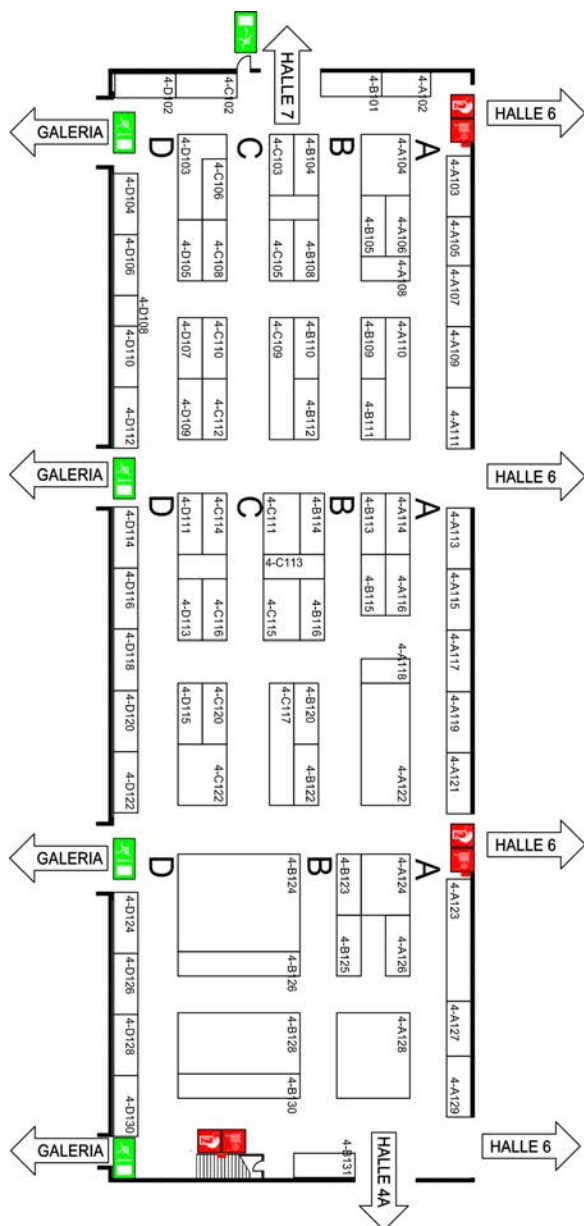 HALLE 7
4-D102
4-C102
4-B101
4-A102
HALLE 6
GALERIA
D
C
B
A
4-D103
4-C106
4-C103
4-B104
4-A104
4-A103
4-D104
4-B105
4-A106
4-A105
4-D106
4-D105
4-C108
4-C105
4-B108
4-A108
4-A107
4-D108
4-D110
4-D107
4-C110
4-C109
4-B110
4-B109
4-A110
4-A109
4-D112
4-D109
4-C112
4-B112
4-B111
4-A111
GALERIA
HALLE 6
D
C
B
A
4-D114
4-D111
4-C114
4-C111
4-B114
4-B113
4-A114
4-A113
4-C113
4-D116
4-D113
4-C116
4-C115
4-B116
4-B115
4-A116
4-A115
4-D118
4-A118
4-A117
4-D120
4-D115
4-C120
4-C117
4-B120
4-A119
4-D122
4-C122
4-B122
4-A122
4-A121
HALLE 6
GALERIA
D
B
A
4-B124
4-B123
4-A124
4-A123
4-D124
4-B125
4-A126
4-D126
4-B126
4-D128
4-B128
4-A128
4-A127
4-D130
4-B130
4-A129
GALERIA
4-B131
HALLE 4A
HALLE 6